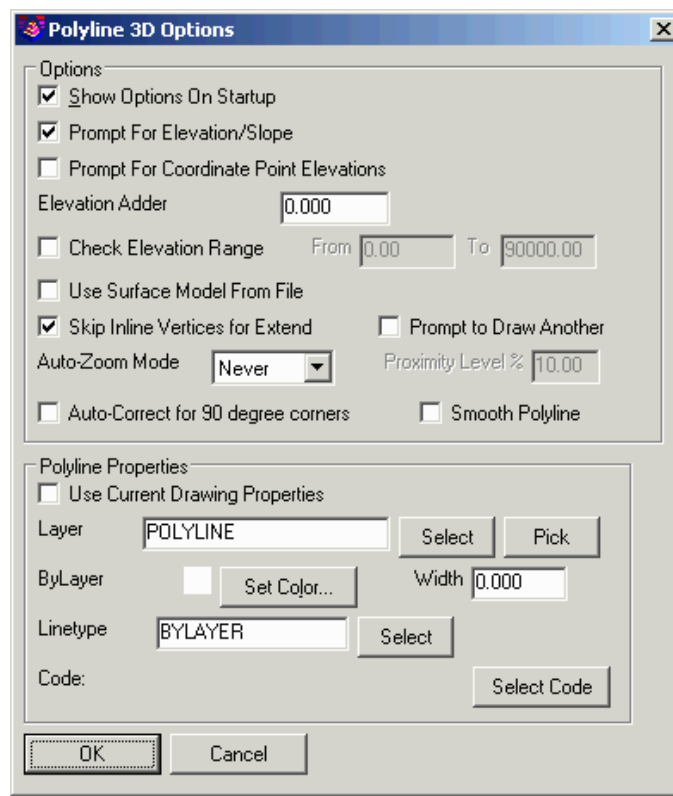 Polyline 3D Options
Options
Show Options On Startup
Prompt For Elevation/Slope
Prompt For Coordinate Point Elevations
Elevation Adder 0.000
Check Elevation Range From 0.00 To 90000.00
Use Surface Model From File
Skip Inline Vertices for Extend Prompt to Draw Another
Auto-Zoom Mode Never Proximity Level % 10.00
Auto-Correct for 90 degree corners Smooth Polyline
Polyline Properties
Use Current Drawing Properties
Layer POLYLINE Select Pick
ByLayer Set Color... Width 0.000
Linetype BYLAYER Select
Code: Select Code
OK Cancel